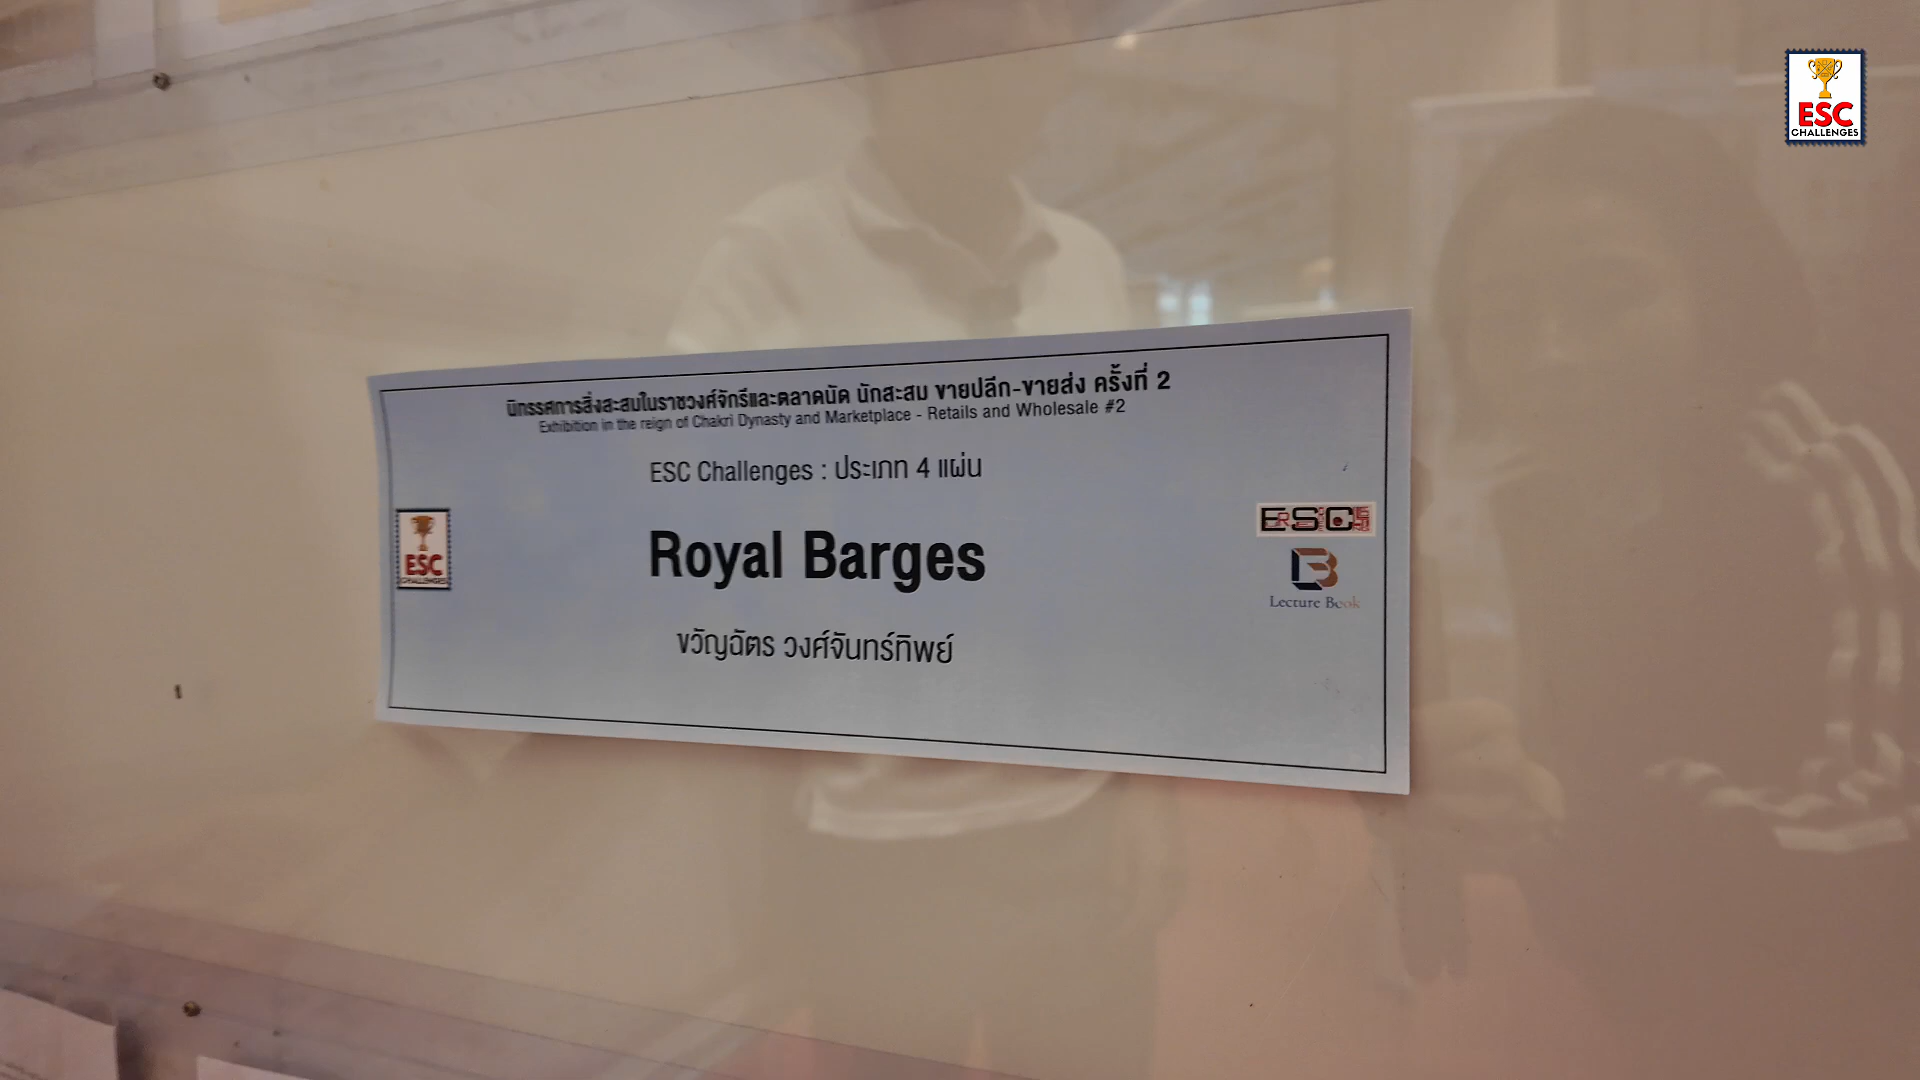 ESC
CHALLENGES
นิทรรศการสิ่งสะสมในราชวงศ์จักรีและตลาดนัด นักสะสม ขายปลีก-ขายส่ง ครั้งที่ 2
Exhibition in the reign of Chakri Dynasty and Marketplace - Retails and Wholesale #2
ESC Challenges : ประเภท 4 แผ่น
ESC
CHALLENGES
Royal Barges
ERSC
Lecture Book
ขวัญฉัตร วงศ์จันทร์ทิพย์